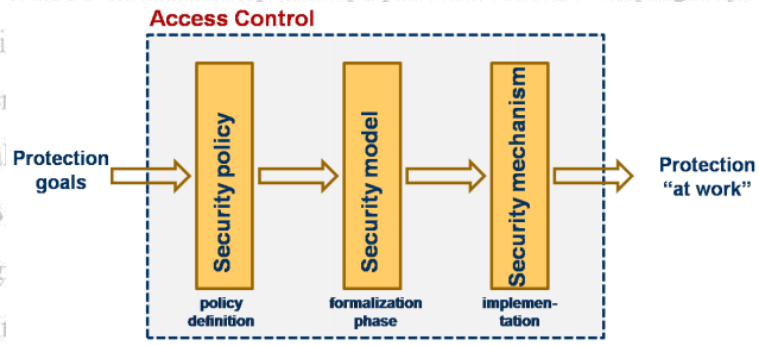 Access Control
Protection
goals
Security policy
Security model
Security mechanism
Protection
“at work”
policy
definition
formalization
phase
implemen-
tation